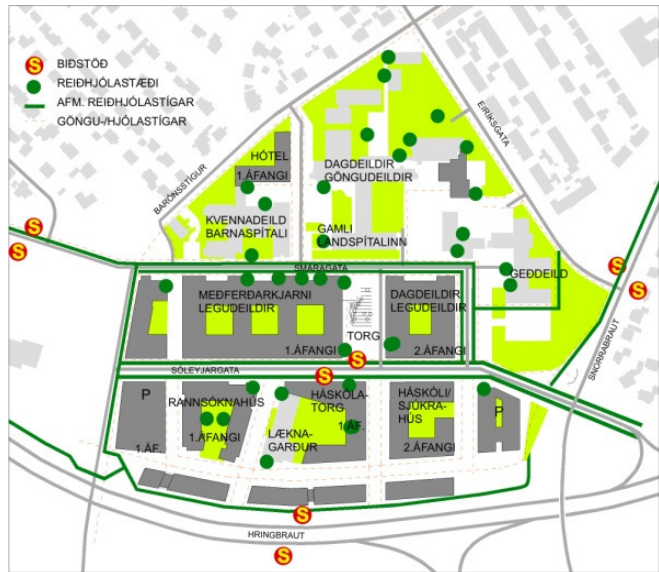 S BIÐSTÖÐ
REIÐHJÓLASTÆÐI
AFM. REIÐHJÓLASTÍGAR
GÖNGU-/HJÓLASTÍGAR
EIRÍKSGATA
BARÓNSSTÍGUR
HÓTEL
1.ÁFANGI
DAGDEILDIR
GÖNGUDEILDIR
KVENNADEILD
BARNASPÍTALI
GAMLI
LANDSPÍTALINN
S
S
SMÁRAGATA
GEÐDEILD
S
S
SNORRABRAUT
MEÐFERÐARKJARNI
LEGUDEILDIR
1.ÁFANGI
TORG
DAGDEILDIR
LEGUDEILDIR
2.ÁFANGI
S
SÓLEYJARGATA
S
P
1.ÁF.
RANNSÓKNAHÚS
1.ÁFANGI
LÆKNA-
GARÐUR
HÁSKÓLA-
TORG
1.ÁF.
HÁSKÓLI/
SJÚKRA-
HÚS
2.ÁFANGI
P
S
HRINGBRAUT
S